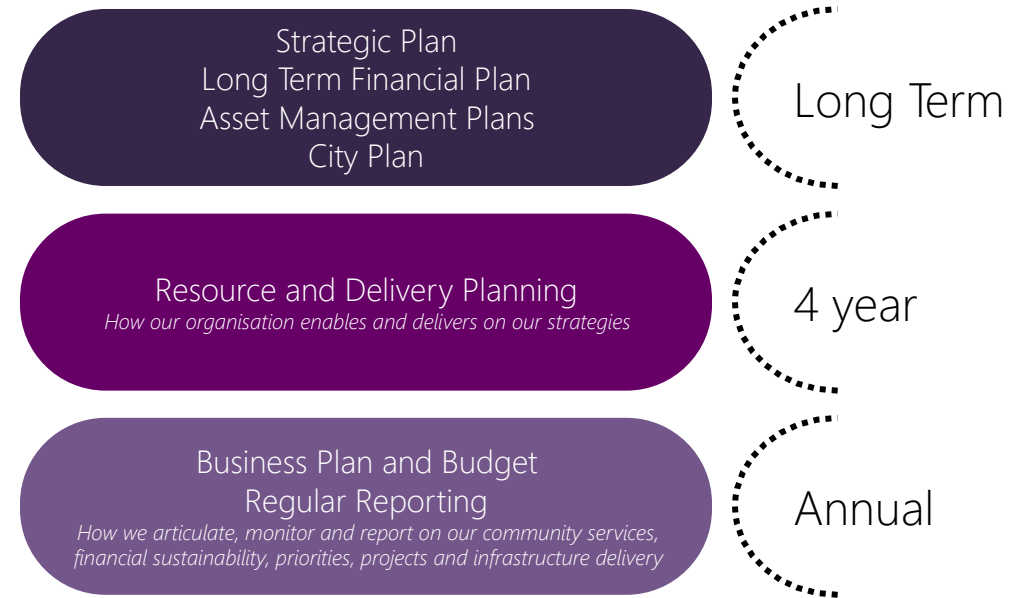 Strategic Plan
Long Term Financial Plan
Asset Management Plans
City Plan
Long Term
Resource and Delivery Planning
How our organisation enables and delivers on our strategies
4 year
Business Plan and Budget
Regular Reporting
How we articulate, monitor and report on our community services,
financial sustainability, priorities, projects and infrastructure delivery
Annual